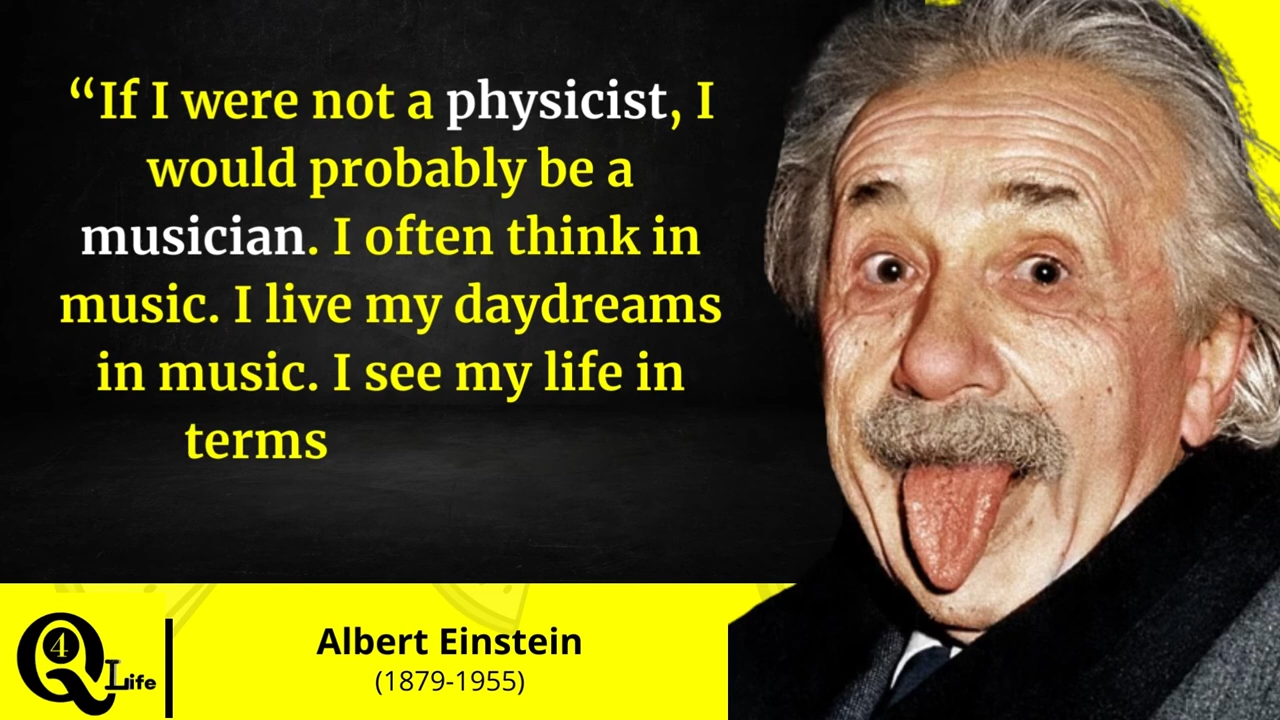 “If I were not a physicist, I
would probably be a
musician. I often think in
music. I live my daydreams
in music. I see my life in
terms
Albert Einstein
(1879-1955)
Q4
Life